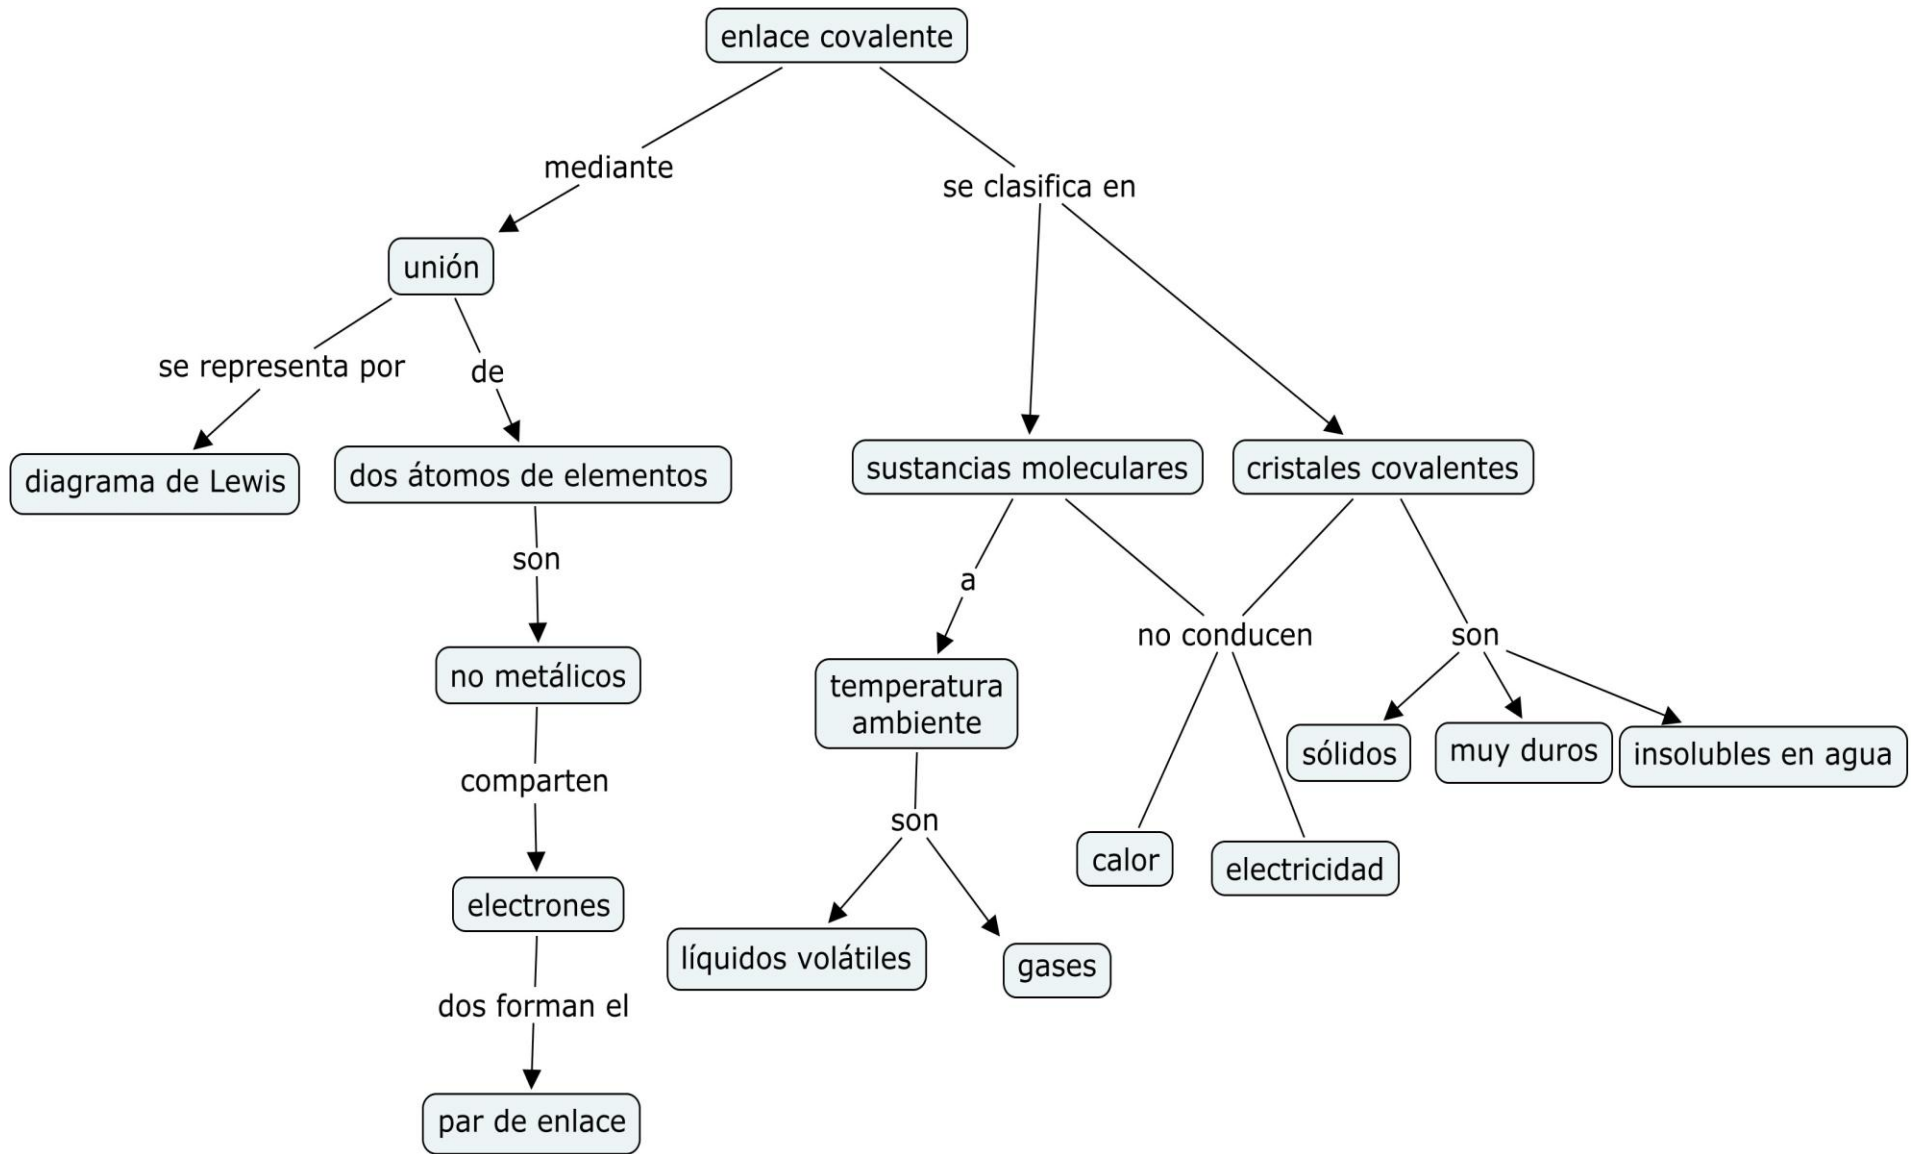 enlace covalente
mediante
se clasifica en
unión
se representa por
de
diagrama de Lewis
dos átomos de elementos
sustancias moleculares
cristales covalentes
son
a
no conducen
son
no metálicos
temperatura
ambiente
sólidos
muy duros
insolubles en agua
comparten
son
calor
electricidad
electrones
líquidos volátiles
gases
dos forman el
par de enlace